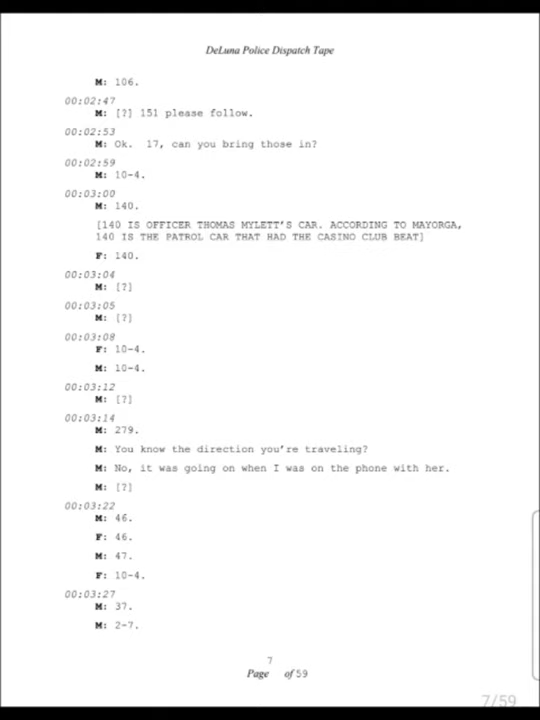 DeLuna Police Dispatch Tape
M: 106.
00:02:47
M: [?] 151 please follow.
00:02:53
M: Ok. 17, can you bring those in?
00:02:59
M: 10-4.
00:03:00
M: 140.
[140 IS OFFICER THOMAS MYLETT'S CAR. ACCORDING TO MAYORGA,
140 IS THE PATROL CAR THAT HAD THE CASINO CLUB BEAT]
F: 140.
00:03:04
M: [?]
00:03:05
M: [?]
00:03:08
F: 10-4.
M: 10-4.
00:03:12
M: [?]
00:03:14
M: 279.
M: You know the direction you're traveling?
M: No, it was going on when I was on the phone with her.
M: [?]
00:03:22
M: 46.
F: 46.
M: 47.
F: 10-4.
00:03:27
M: 37.
M: 2-7.
7
Page of 59
7/59